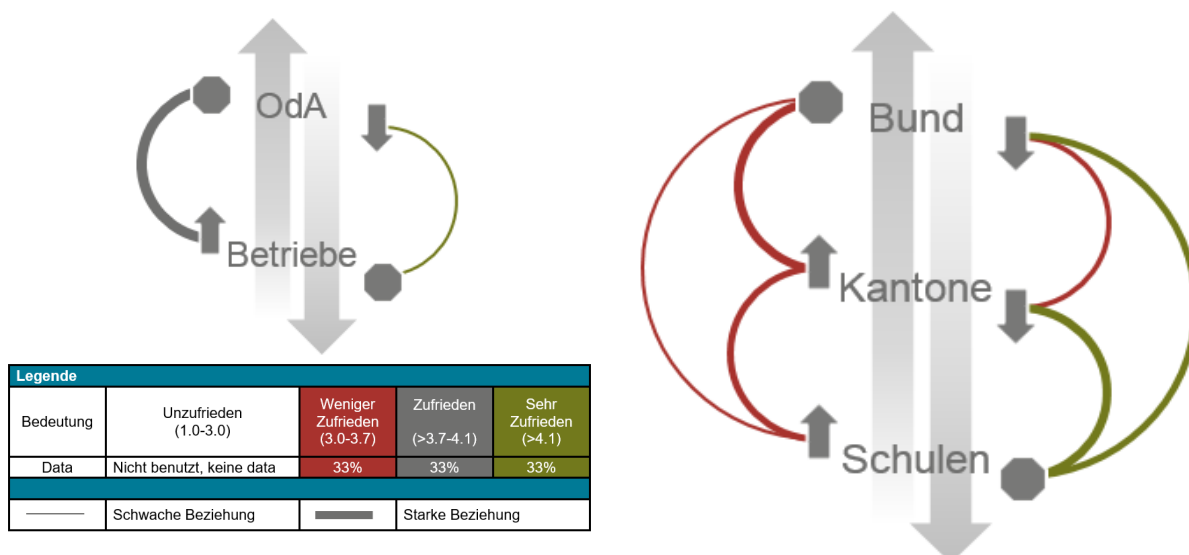 OdA
Betriebe
Bund
Kantone
Schulen
Legende
Bedeutung
Unzufrieden
(1.0-3.0)
Weniger
Zufrieden
(3.0-3.7)
Zufrieden
(>3.7-4.1)
Sehr
Zufrieden
(>4.1)
Data
Nicht benutzt, keine data
33%
33%
33%
Schwache Beziehung
Starke Beziehung